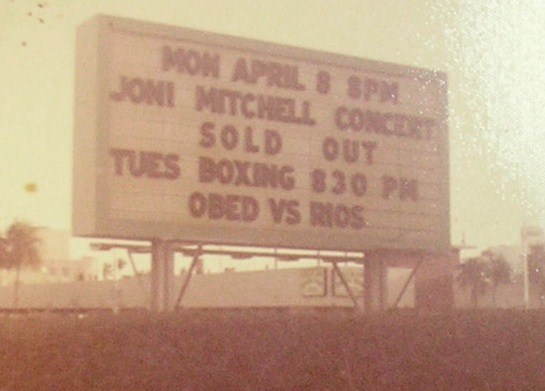 MON APRIL 8 8PM
JONI MITCHELL CONCERT
SOLD OUT
TUES BOXING 830 PM
OBED VS RIOS